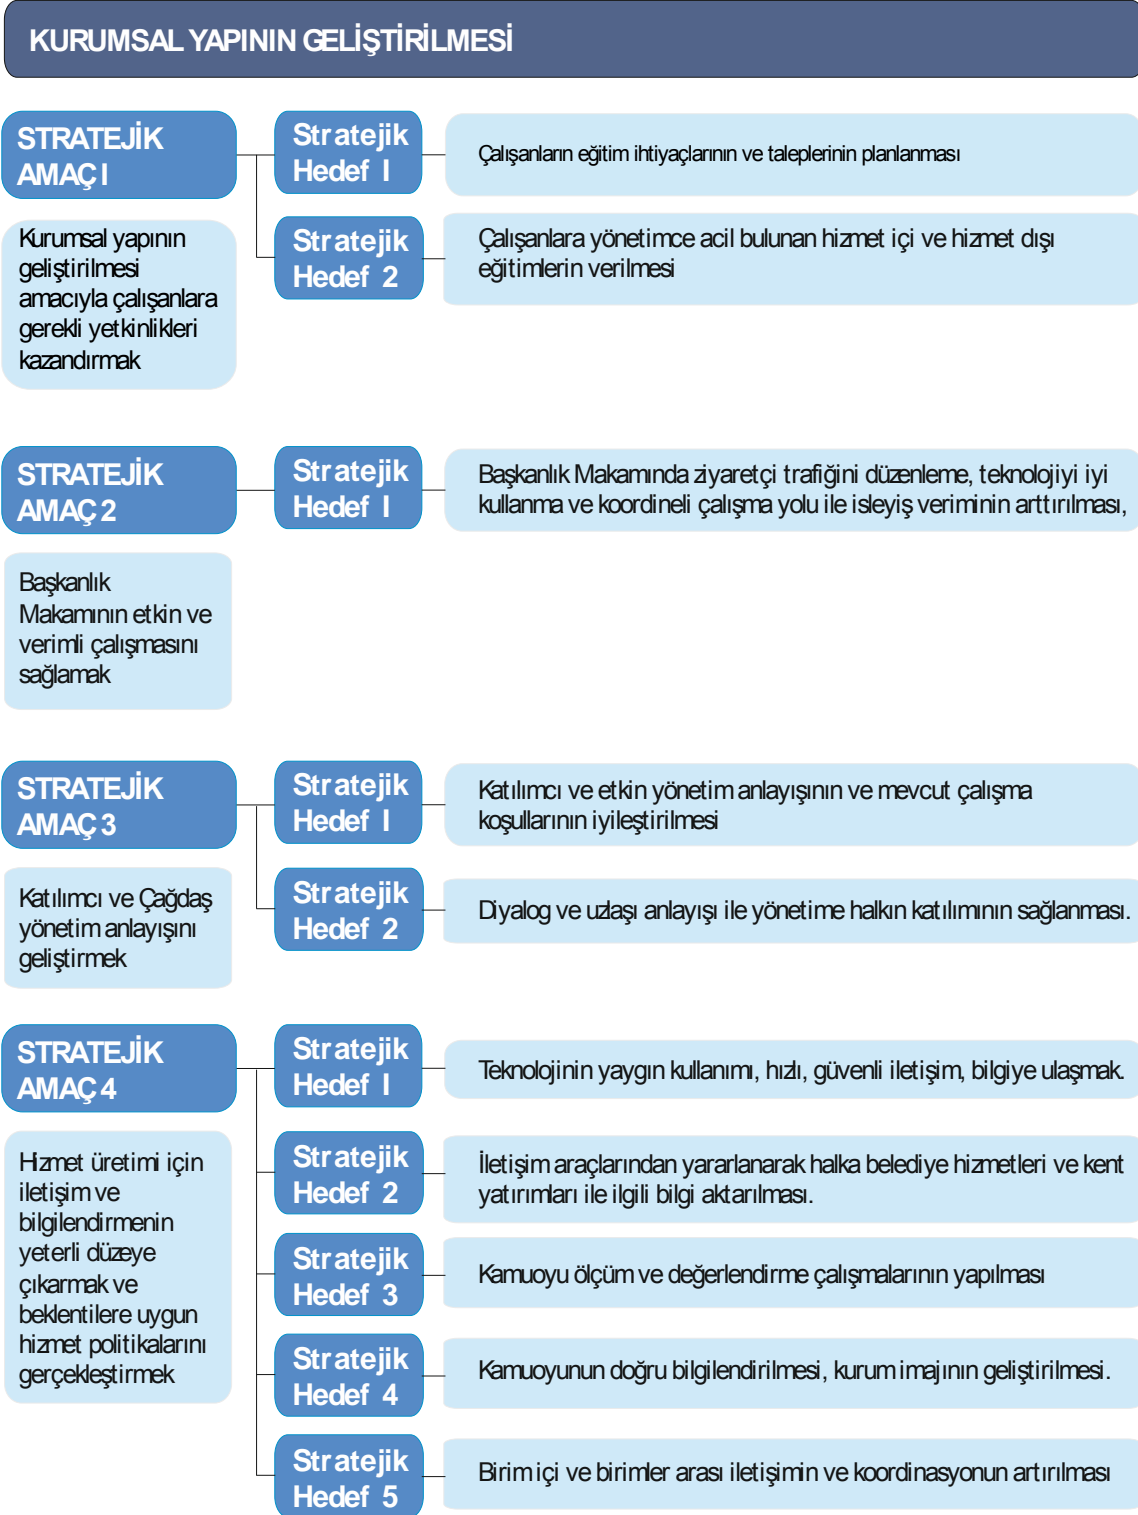 KURUMSAL YAPININ GELİŞTİRİLMESİ
STRATEJİK
AMAÇ I
Kurumsal yapının
geliştirilmesi
amacıyla çalışanlara
gerekli yetkinlikleri
kazandırmak
Stratejik
Hedef I
Çalışanların eğitim ihtiyaçlarının ve taleplerinin planlanması
Stratejik
Hedef 2
Çalışanlara yönetimce acil bulunan hizmet içi ve hizmet dışı
eğitimlerin verilmesi
STRATEJİK
AMAÇ 2
Başkanlık
Makamının etkin ve
verimli çalışmasını
sağlamak
Stratejik
Hedef I
Başkanlık Makamında ziyaretçi trafiğini düzenleme, teknolojiyi iyi
kullanma ve koordineli çalışma yolu ile isleyiş veriminin arttırılması,
STRATEJİK
AMAÇ 3
Katılımcı ve Çağdaş
yönetim anlayışını
geliştirmek
Stratejik
Hedef I
Katılımcı ve etkin yönetim anlayışının ve mevcut çalışma
koşullarının iyileştirilmesi
Stratejik
Hedef 2
Diyalog ve uzlaşı anlayışı ile yönetime halkın katılımının sağlanması.
STRATEJİK
AMAÇ 4
Hizmet üretimi için
iletişim ve
bilgilendirmenin
yeterli düzeye
çıkarmak ve
beklentilere uygun
hizmet politikalarını
gerçekleştirmek
Stratejik
Hedef I
Teknolojinin yaygın kullanımı, hızlı, güvenli iletişim, bilgiye ulaşmak.
Stratejik
Hedef 2
İletişim araçlarından yararlanarak halka belediye hizmetleri ve kent
yatırımları ile ilgili bilgi aktarılması.
Stratejik
Hedef 3
Kamuoyu ölçüm ve değerlendirme çalışmalarının yapılması
Stratejik
Hedef 4
Kamuoyunun doğru bilgilendirilmesi, kurum imajının geliştirilmesi.
Stratejik
Hedef 5
Birim içi ve birimler arası iletişimin ve koordinasyonun artırılması